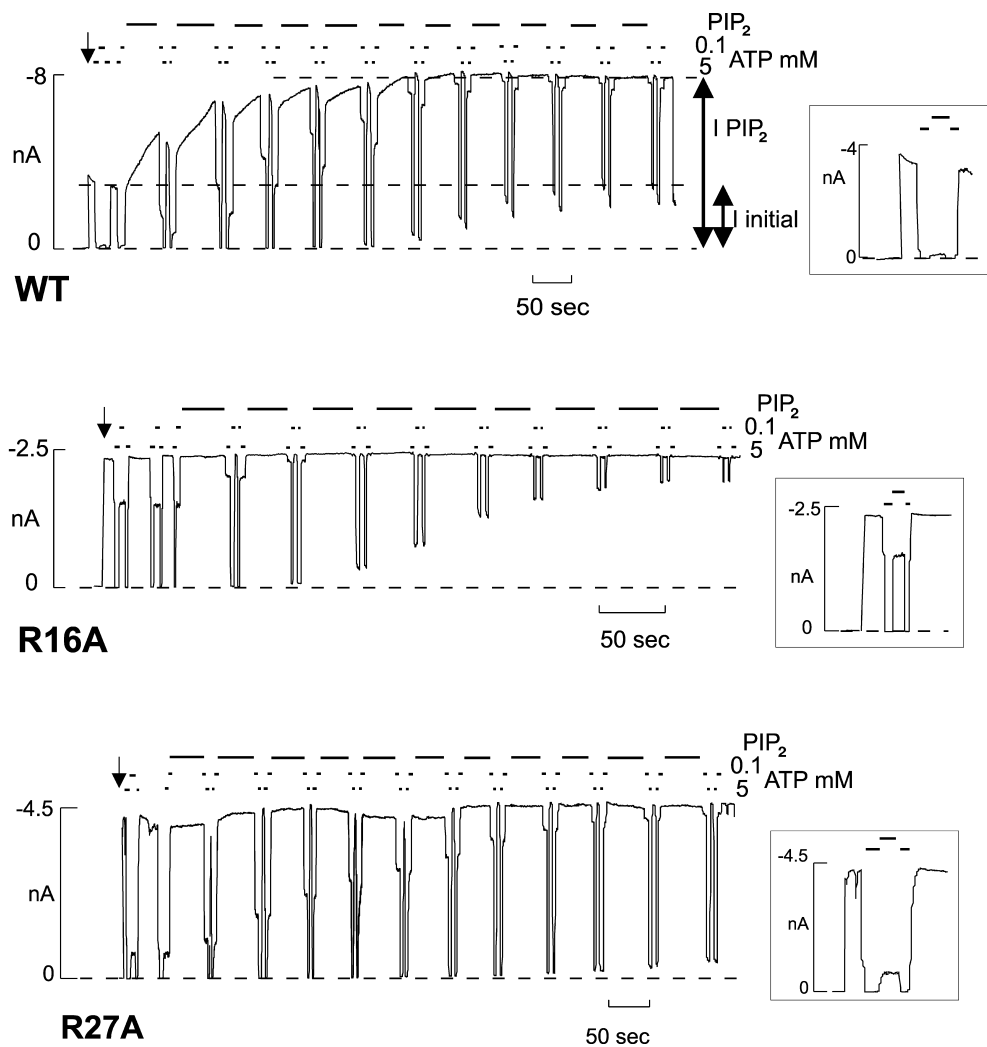 PIP2
0.1
5 ATP mM
-8
nA
0
I PIP2
I initial
WT
50 sec
-4
nA
0
PIP2
0.1
5 ATP mM
-2.5
nA
0
R16A
50 sec
-2.5
nA
0
PIP2
0.1
5 ATP mM
-4.5
nA
0
R27A
50 sec
-4.5
nA
0